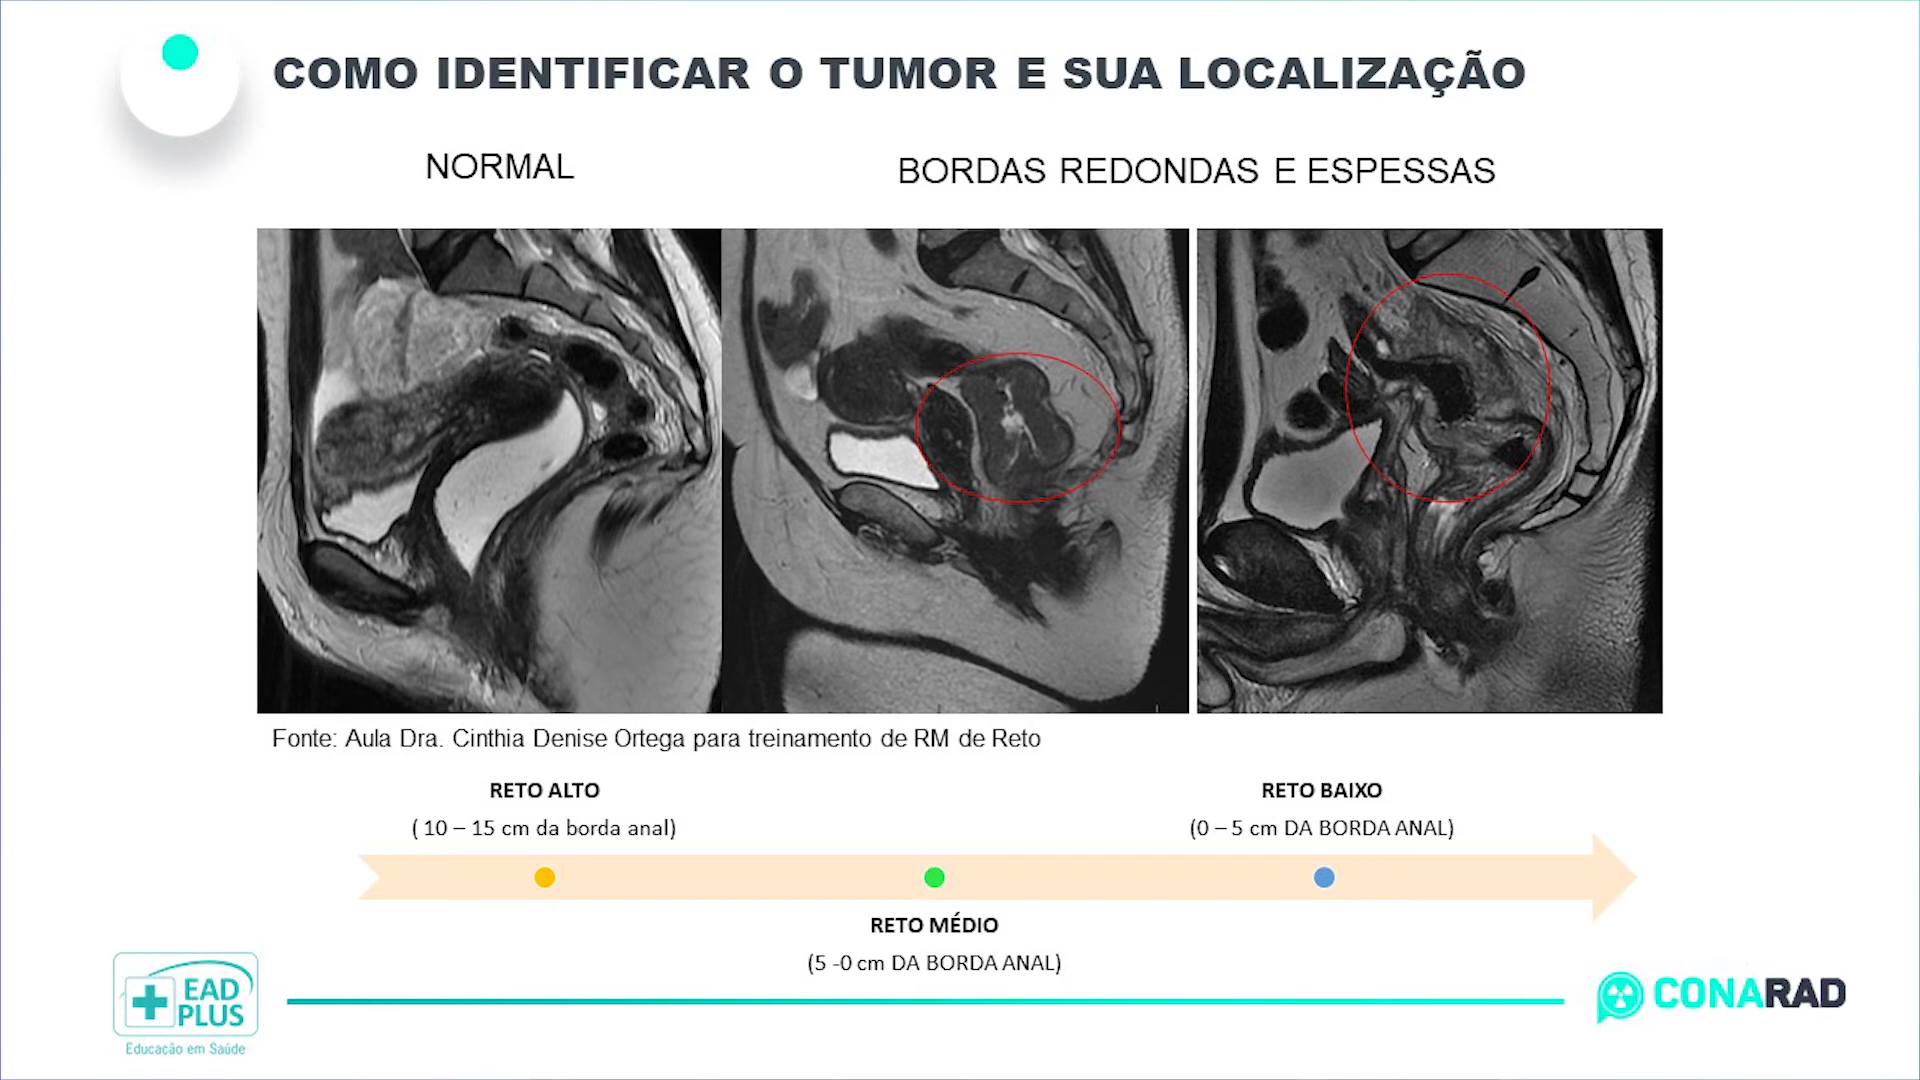 COMO IDENTIFICAR O TUMOR E SUA LOCALIZAÇÃO
NORMAL
BORDAS REDONDAS E ESPESSAS
Fonte: Aula Dra. Cinthia Denise Ortega para treinamento de RM de Reto
RETO ALTO
( 10 – 15 cm da borda anal)
RETO BAIXO
(0 – 5 cm DA BORDA ANAL)
RETO MÉDIO
(5 -0 cm DA BORDA ANAL)
EAD
PLUS
Educação em Saúde
CONARAD